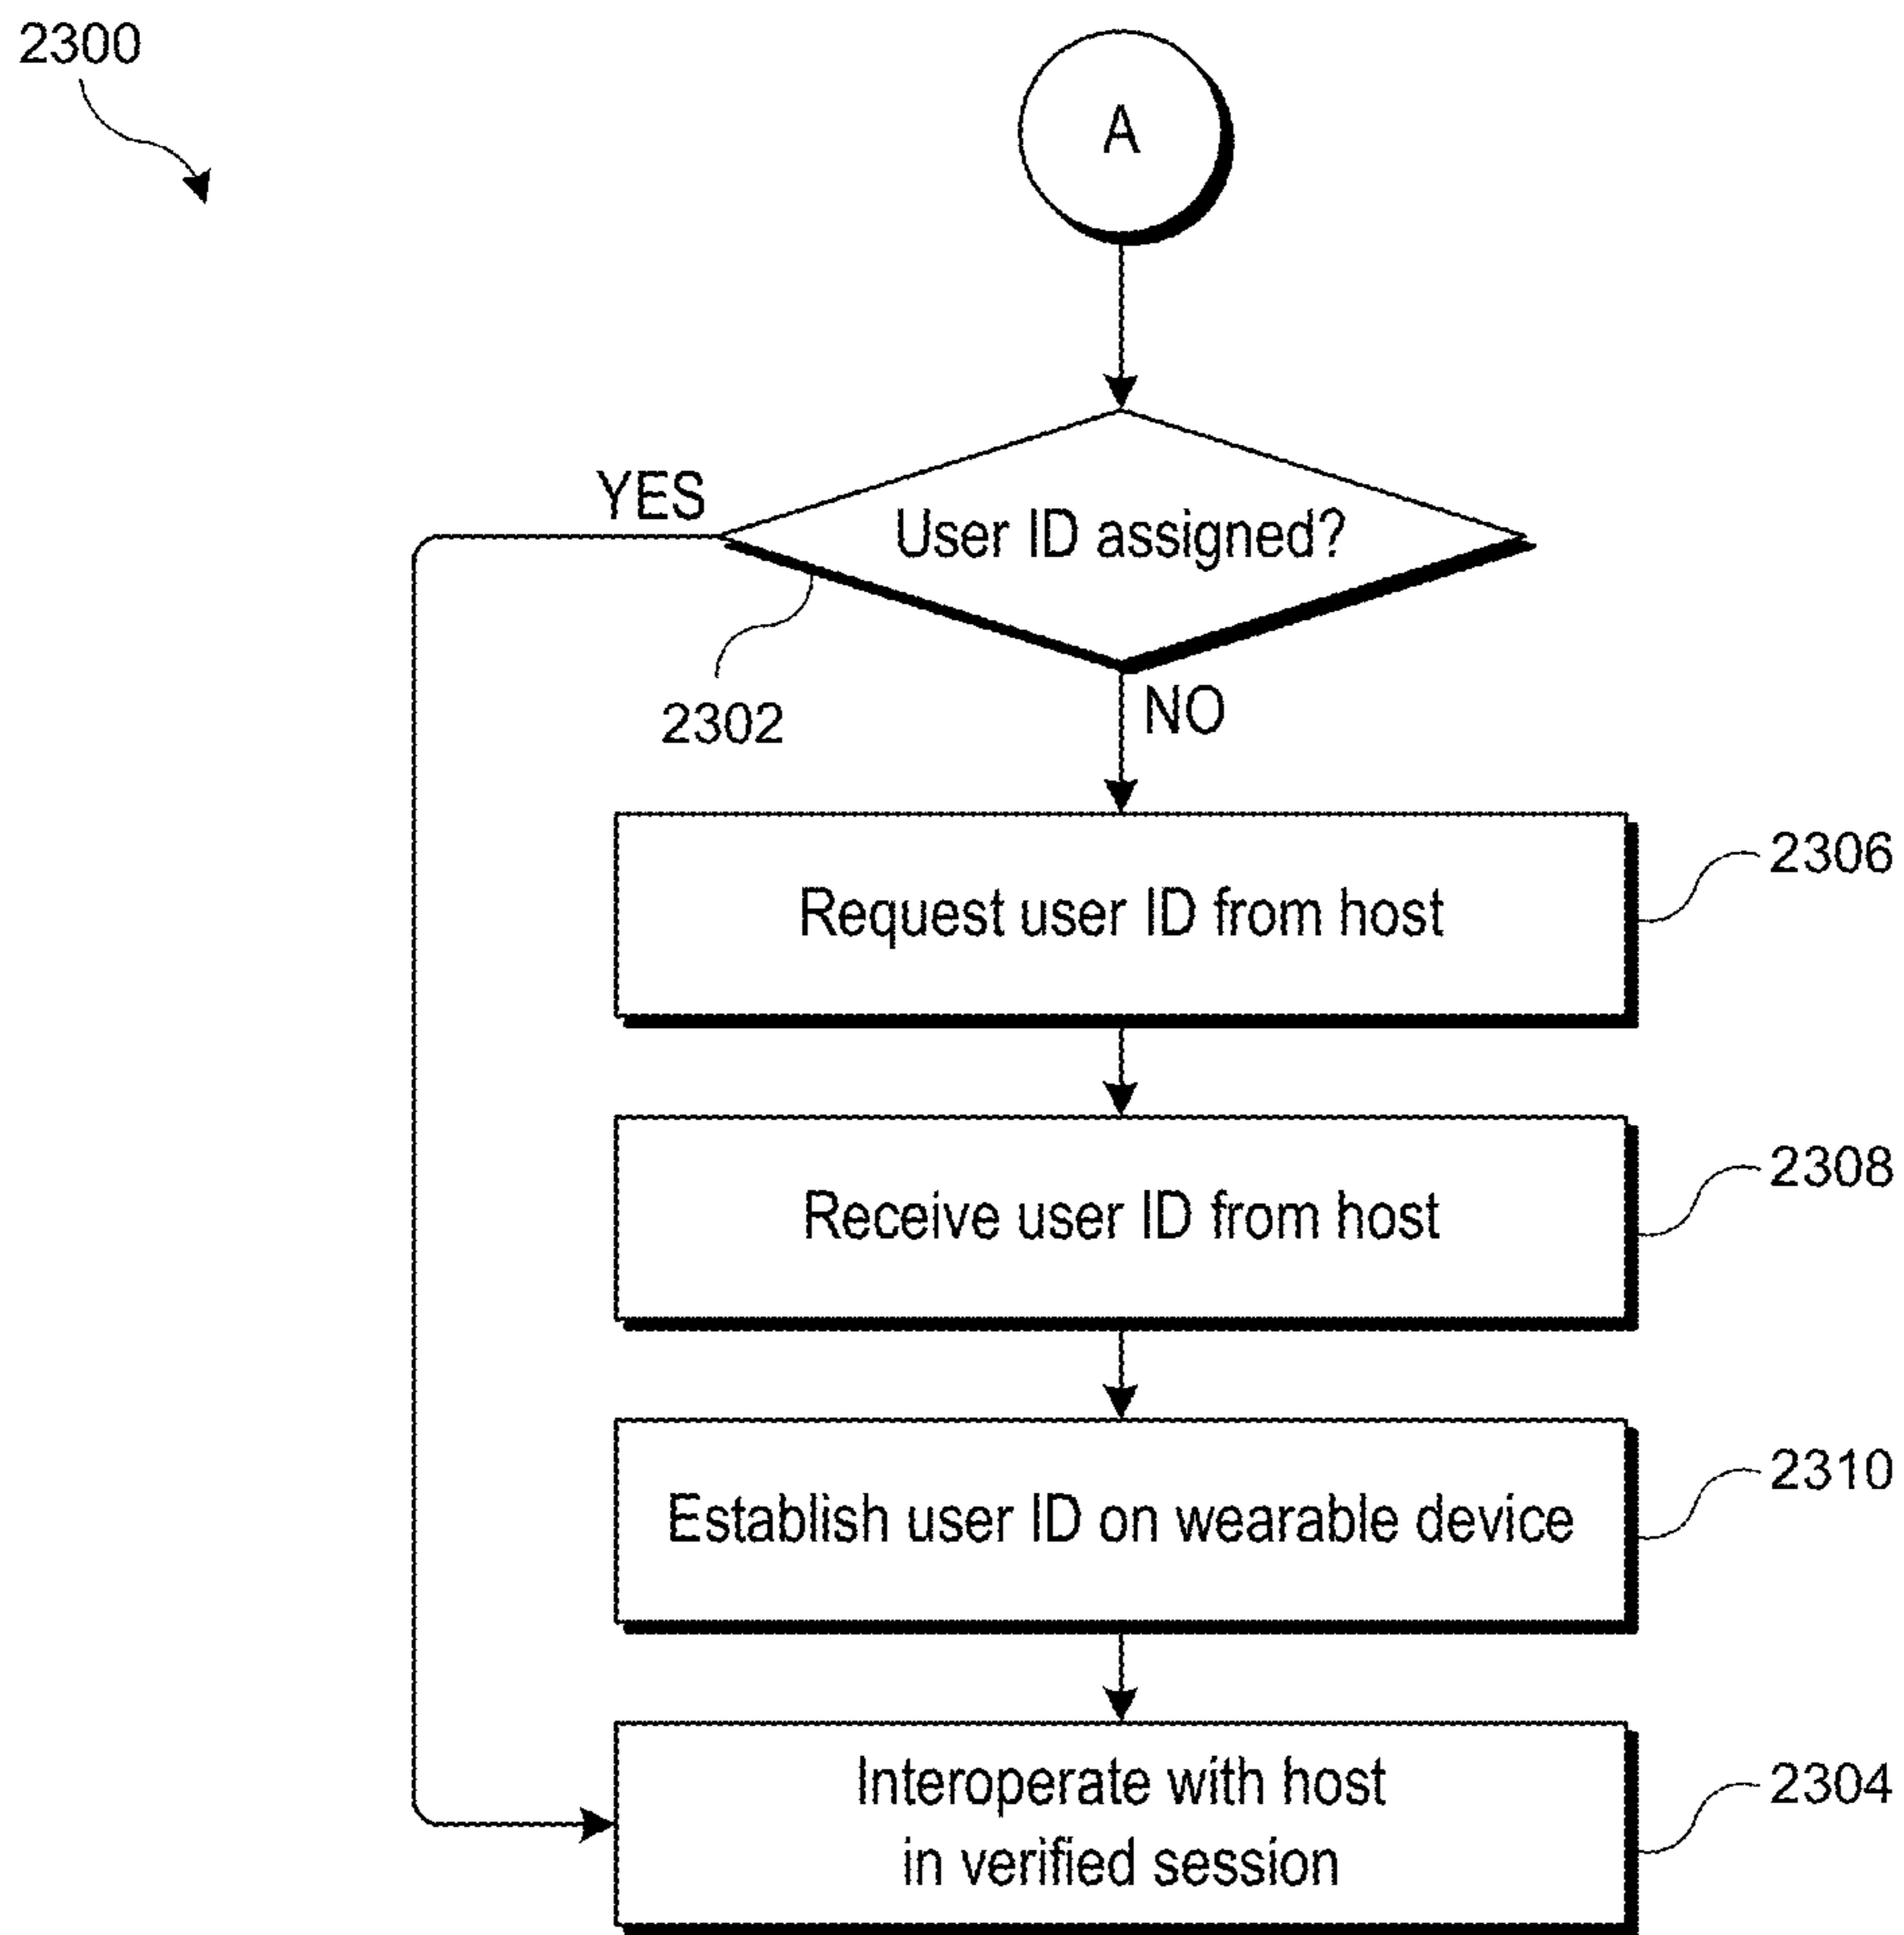 2300
A
YES
User ID assigned?
2302
NO
Request user ID from host
2306
Receive user ID from host
2308
Establish user ID on wearable device
2310
Interoperate with host
in verified session
2304